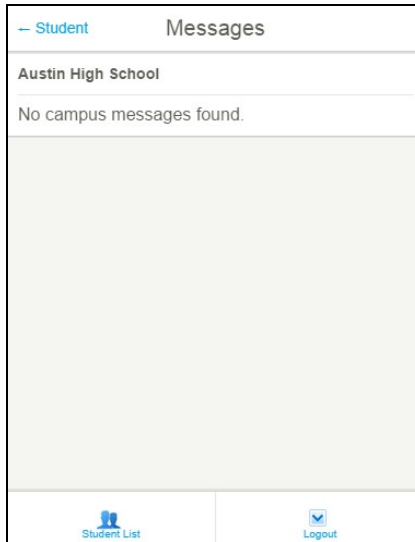 ← Student Messages
Austin High School
No campus messages found.
Student List Logout